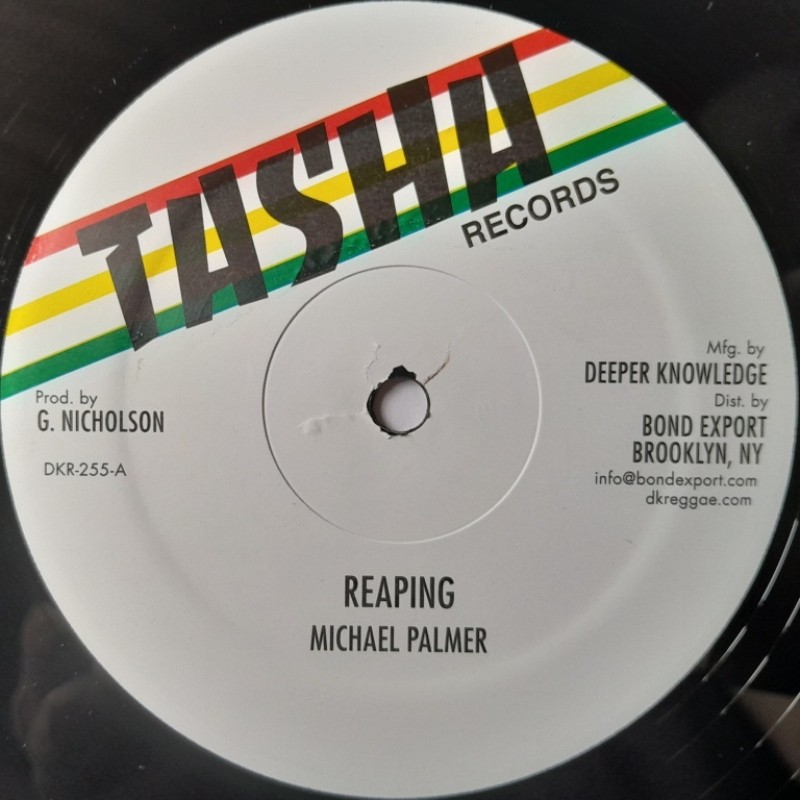 TASHA
RECORDS
Prod. by
G. NICHOLSON
DKR-255-A
Mfg. by
DEEPER KNOWLEDGE
Dist. by
BOND EXPORT
BROOKLYN, NY
info@bondexport.com
dkreggae.com
REAPING
MICHAEL PALMER